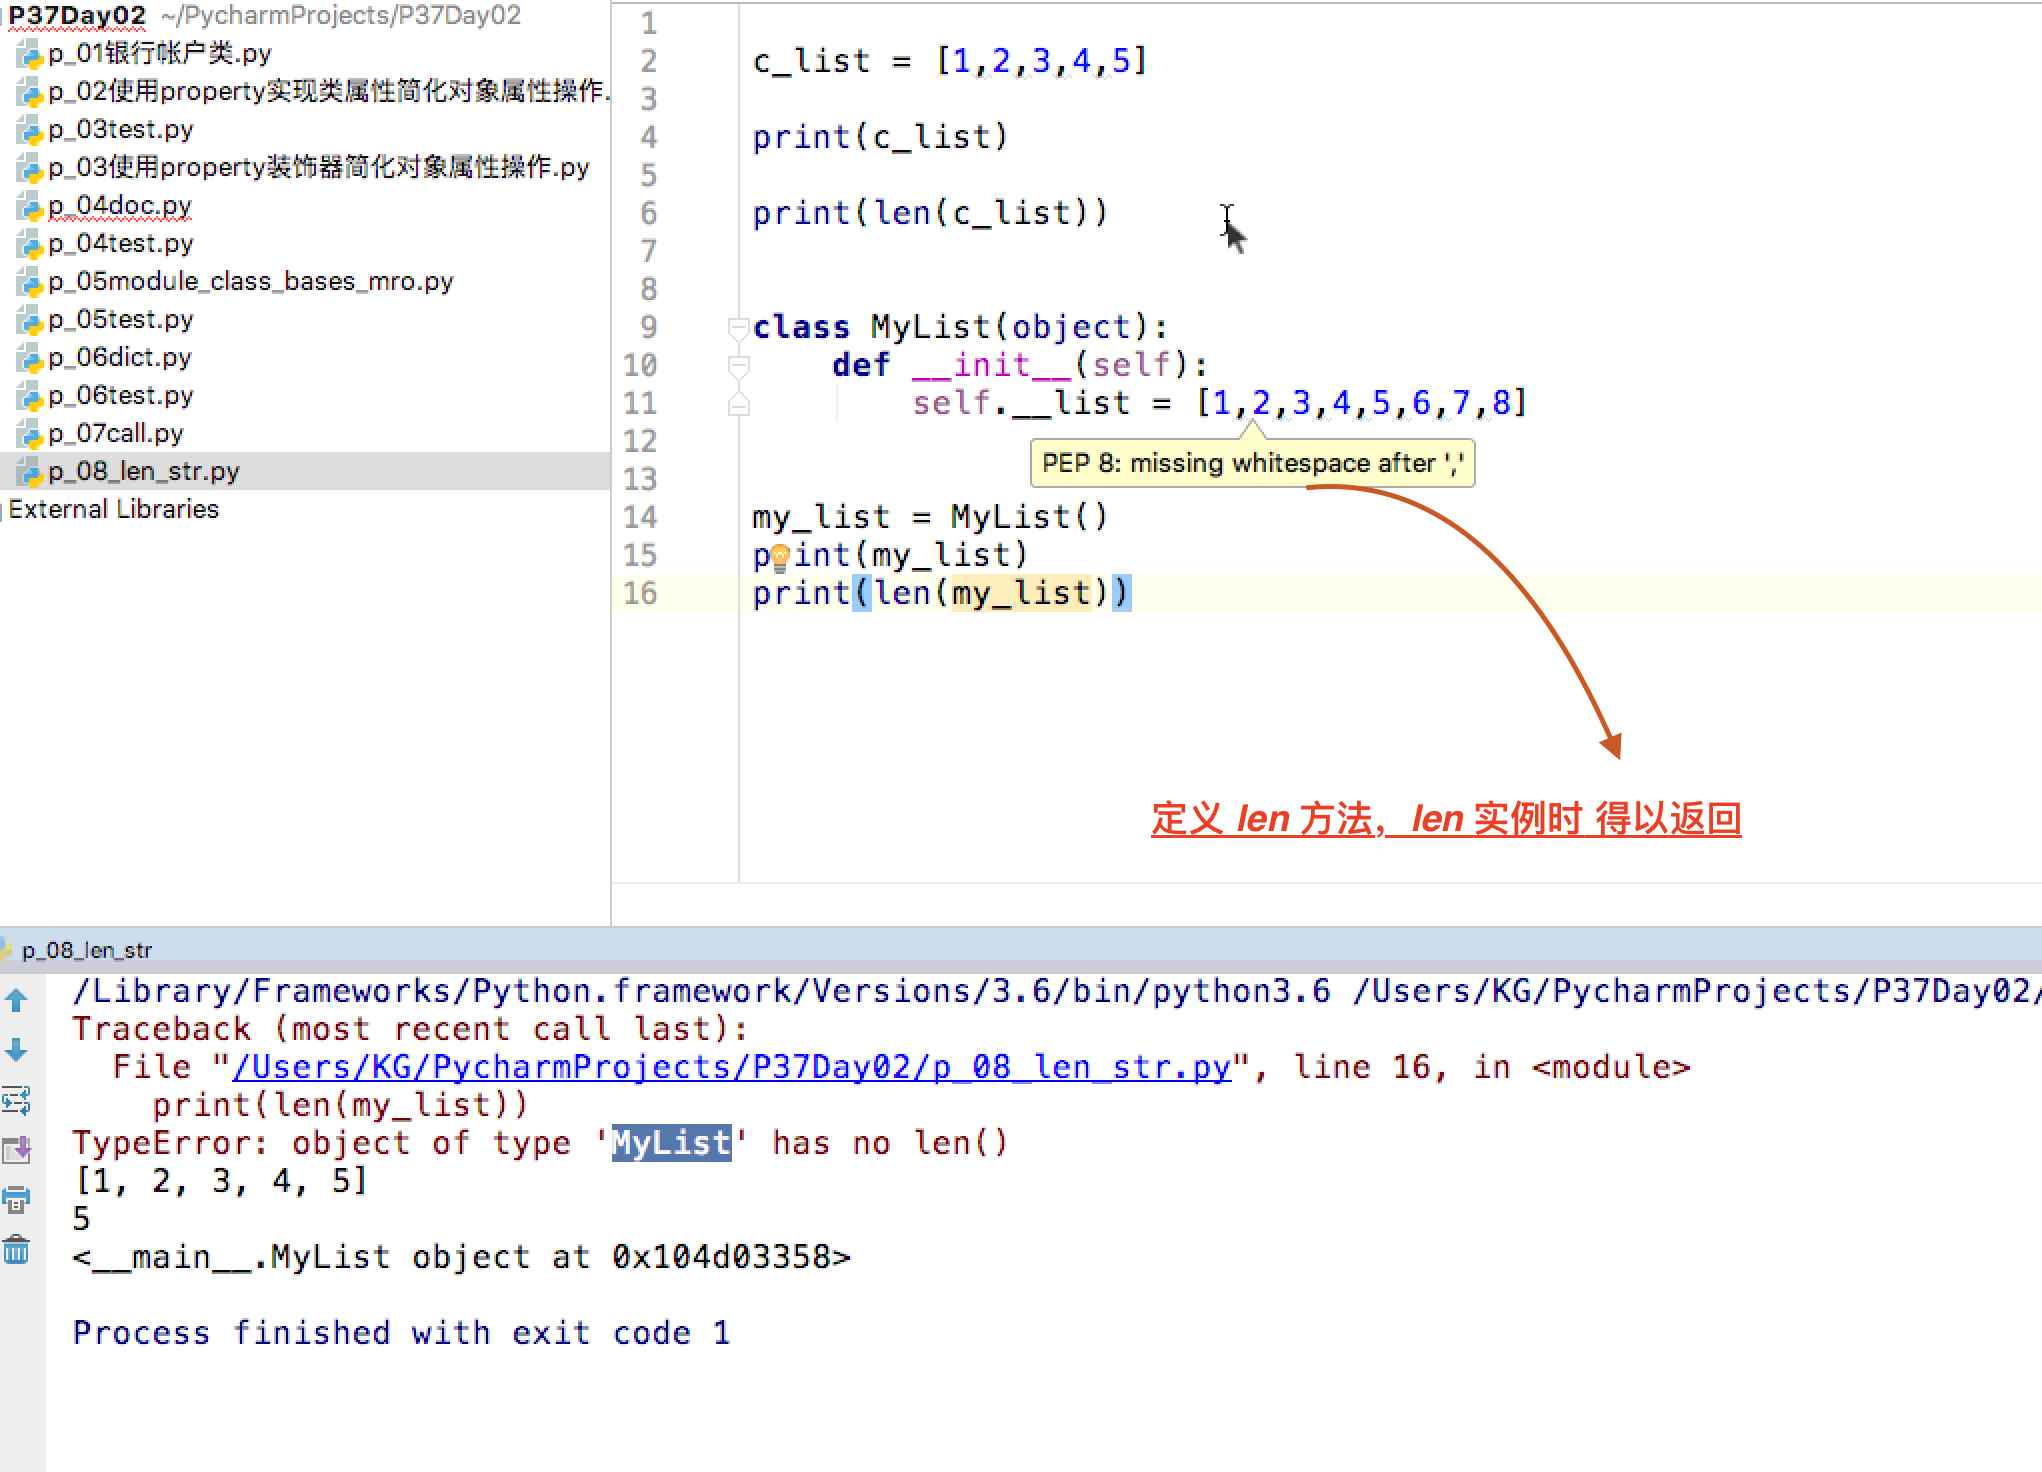 P37Day02 ~/PycharmProjects/P37Day02
p_01银行帐户类.py
p_02使用property实现类属性简化对象属性操作.
p_03test.py
p_03使用property装饰器简化对象属性操作.py
p_04doc.py
p_04test.py
p_05module_class_bases_mro.py
p_05test.py
p_06dict.py
p_06test.py
p_07call.py
p_08_len_str.py
External Libraries
1
2 c_list = [1,2,3,4,5]
3
4 print(c_list)
5
6 print(len(c_list))
7
8
9 class MyList(object):
10 def __init__(self):
11 self.__list = [1,2,3,4,5,6,7,8]
12
PEP 8: missing whitespace after ','
13
14 my_list = MyList()
15 print(my_list)
16 print(len(my_list))
定义 len 方法，len 实例时 得以返回
p_08_len_str
/Library/Frameworks/Python.framework/Versions/3.6/bin/python3.6 /Users/KG/PycharmProjects/P37Day02/
Traceback (most recent call last):
File "/Users/KG/PycharmProjects/P37Day02/p_08_len_str.py", line 16, in <module>
print(len(my_list))
TypeError: object of type 'MyList' has no len()
[1, 2, 3, 4, 5]
5
<__main__.MyList object at 0x104d03358>
Process finished with exit code 1